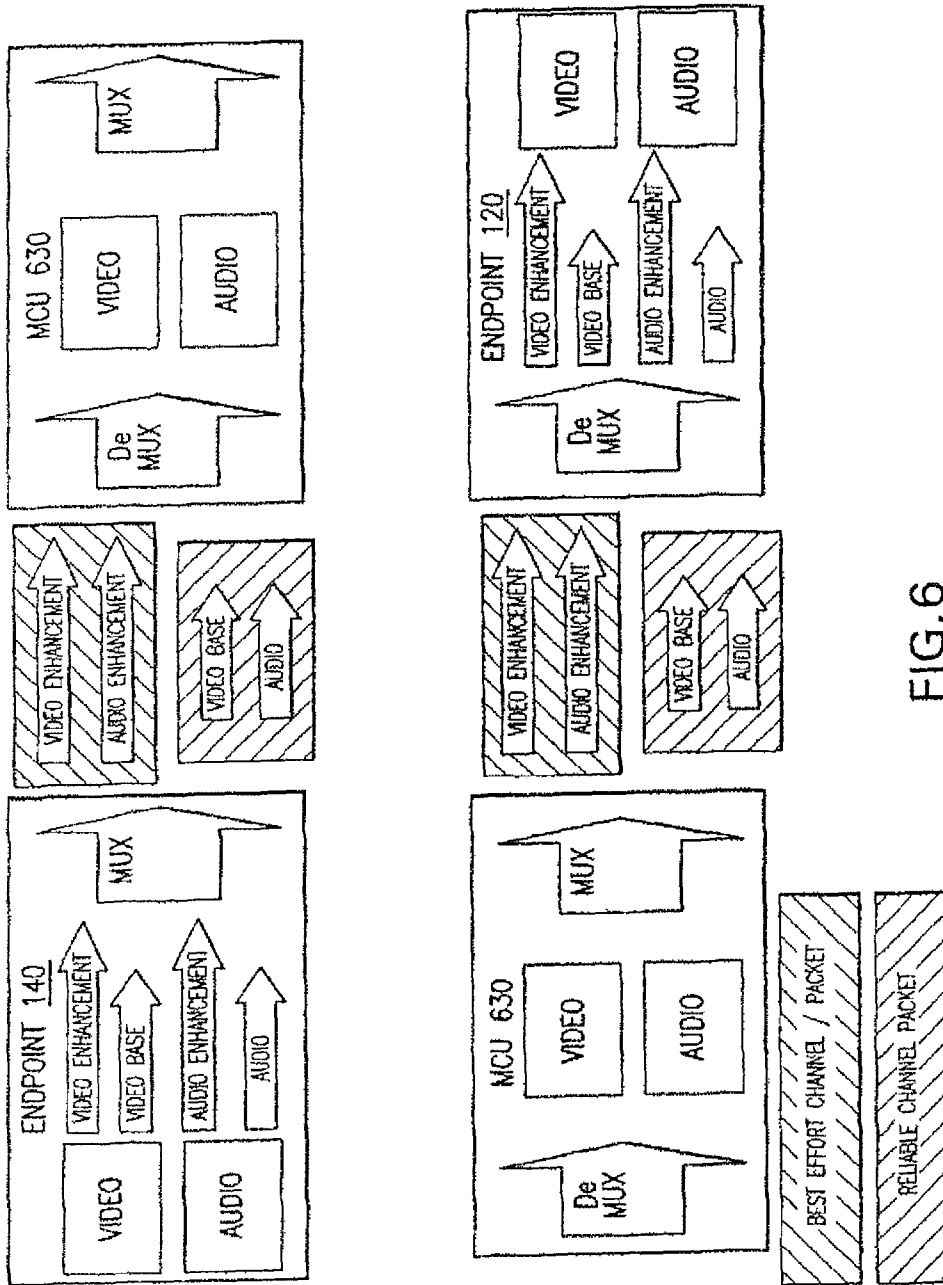 ENDPOINT 140
VIDEO
AUDIO
VIDEO ENHANCEMENT
VIDEO BASE
AUDIO ENHANCEMENT
AUDIO
MUX
VIDEO ENHANCEMENT
AUDIO ENHANCEMENT
VIDEO BASE
AUDIO
MCU 630
De
MUX
VIDEO
AUDIO
MUX
MCU 630
De
MUX
VIDEO
AUDIO
MUX
VIDEO ENHANCEMENT
AUDIO ENHANCEMENT
VIDEO BASE
AUDIO
ENDPOINT 120
De
MUX
VIDEO ENHANCEMENT
VIDEO BASE
AUDIO ENHANCEMENT
AUDIO
VIDEO
AUDIO
BEST EFFORT CHANNEL / PACKET
RELIABLE CHANNEL PACKET
FIG.6